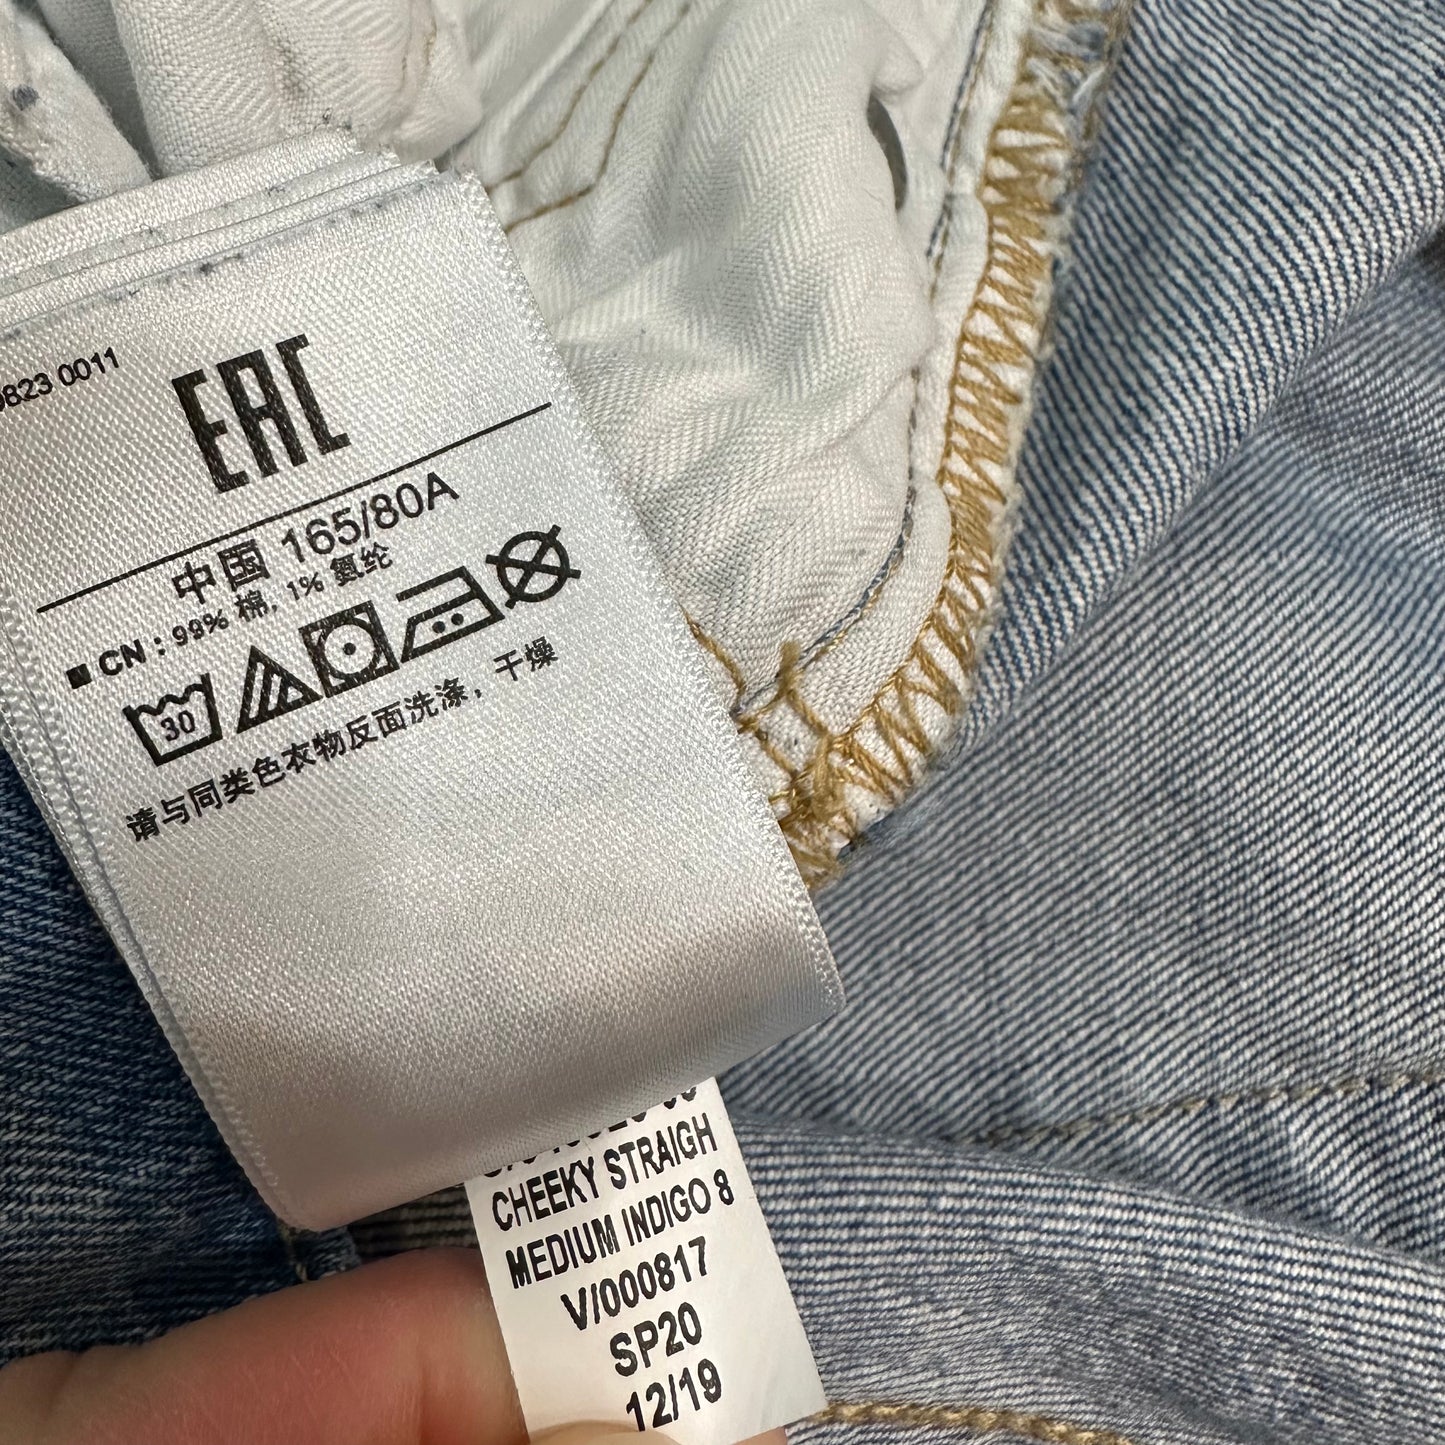 0823 0011
EAC
中国 165/80A
■ CN : 99% 棉, 1% 氨纶
30
请与同类色衣物反面洗涤，干燥
CHEEKY STRAIGH
MEDIUM INDIGO 8
V/000817
SP20
12/19